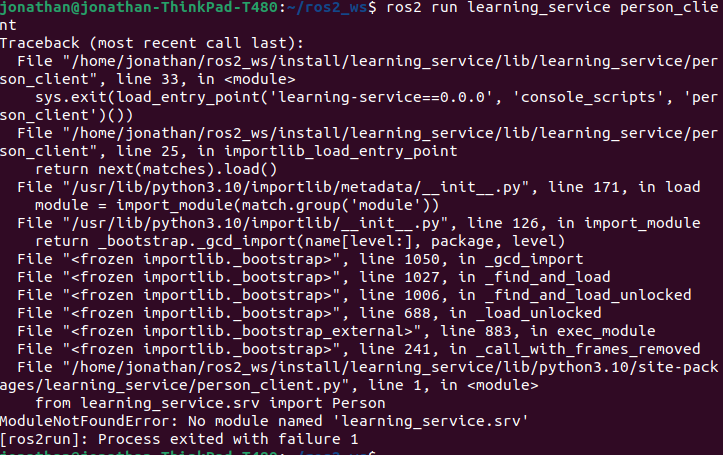 jonathan@jonathan-ThinkPad-T480:~/ros2_ws$ ros2 run learning_service person_clie
nt
Traceback (most recent call last):
  File "/home/jonathan/ros2_ws/install/learning_service/lib/learning_service/per
son_client", line 33, in <module>
    sys.exit(load_entry_point('learning-service==0.0.0', 'console_scripts', 'per
son_client')())
  File "/home/jonathan/ros2_ws/install/learning_service/lib/learning_service/per
son_client", line 25, in importlib_load_entry_point
    return next(matches).load()
  File "/usr/lib/python3.10/importlib/metadata/__init__.py", line 171, in load
    module = import_module(match.group('module'))
  File "/usr/lib/python3.10/importlib/__init__.py", line 126, in import_module
    return _bootstrap._gcd_import(name[level:], package, level)
  File "<frozen importlib._bootstrap>", line 1050, in _gcd_import
  File "<frozen importlib._bootstrap>", line 1027, in _find_and_load
  File "<frozen importlib._bootstrap>", line 1006, in _find_and_load_unlocked
  File "<frozen importlib._bootstrap>", line 688, in _load_unlocked
  File "<frozen importlib._bootstrap_external>", line 883, in exec_module
  File "<frozen importlib._bootstrap>", line 241, in _call_with_frames_removed
  File "/home/jonathan/ros2_ws/install/learning_service/lib/python3.10/site-pack
ages/learning_service/person_client.py", line 1, in <module>
    from learning_service.srv import Person
ModuleNotFoundError: No module named 'learning_service.srv'
[ros2run]: Process exited with failure 1
jonathan@jonathan-ThinkPad-T480:~/ros2_ws$